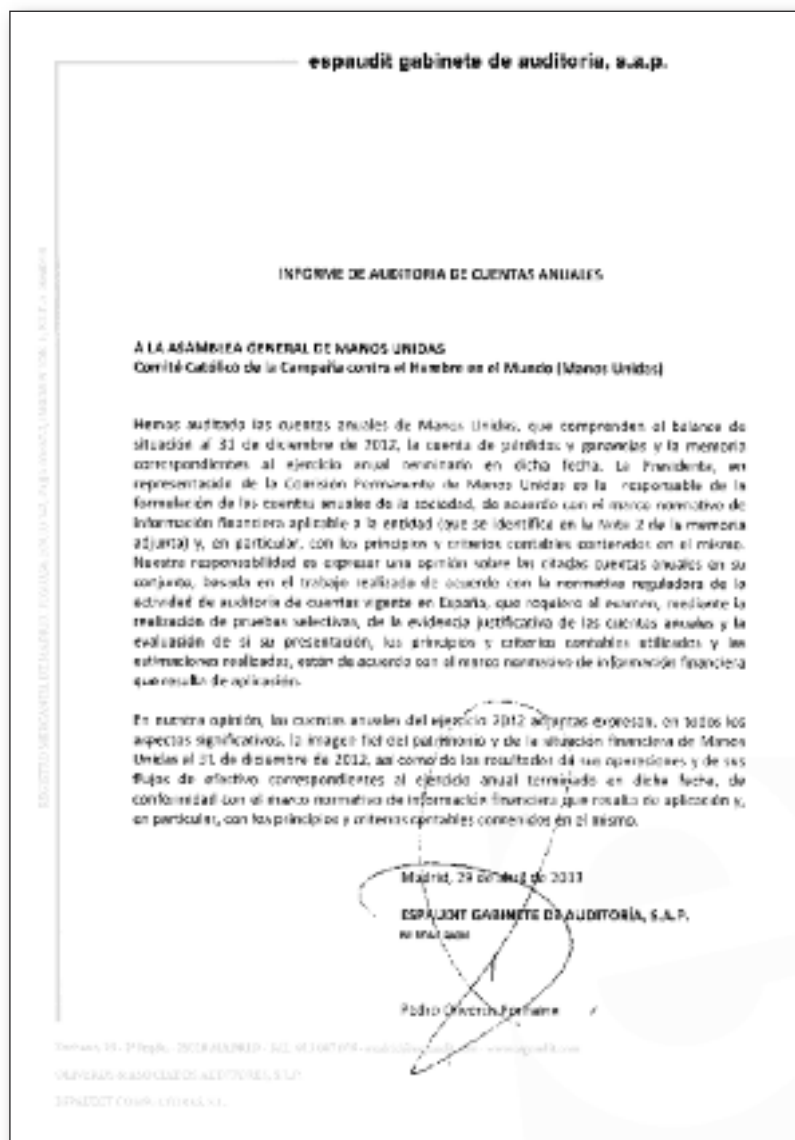 espaudit gabinete de auditoria, s.a.p.
INFORME DE AUDITORIA DE CUENTAS ANUALES
A LA ASAMBLEA GENERAL DE MANOS UNIDAS
Comité Católico de la Campaña contra el Hambre en el Mundo (Manos Unidas)
Hemos auditado las cuentas anuales de Manos Unidas, que comprenden el balance de
situación al 31 de diciembre de 2012, la cuenta de pérdidas y ganancias y la memoria
correspondientes al ejercicio anual terminado en dicha fecha. La Presidente, en
representación de la Comisión Permanente de Manos Unidas es la responsable de la
formulación de las cuentas anuales de la sociedad, de acuerdo con el marco normativo de
información financiera aplicable a la entidad (que se identifica en la Nota 2 de la memoria
adjunta) y, en particular, con los principios y criterios contables contenidos en el mismo.
Nuestra responsabilidad es expresar una opinión sobre las citadas cuentas anuales en su
conjunto, basada en el trabajo realizado de acuerdo con la normativa reguladora de la
actividad de auditoría de cuentas vigente en España, que requiere el examen, mediante la
realización de pruebas selectivas, de la evidencia justificativa de las cuentas anuales y la
evaluación de si su presentación, los principios y criterios contables utilizados y las
estimaciones realizadas, están de acuerdo con el marco normativo de información financiera
que resulta de aplicación.
En nuestra opinión, las cuentas anuales del ejercicio 2012 adjuntas expresan, en todos los
aspectos significativos, la imagen fiel del patrimonio y de la situación financiera de Manos
Unidas al 31 de diciembre de 2012, así como de los resultados de sus operaciones y de sus
flujos de efectivo correspondientes al ejercicio anual terminado en dicha fecha, de
conformidad con el marco normativo de información financiera que resulta de aplicación y,
en particular, con los principios y criterios contables contenidos en el mismo.
Madrid, 29 de abril de 2013
ESPAUDIT GABINETE DE AUDITORÍA, S.A.P.
Pedro
OLIVEROS ASOCIADOS AUDITORES, S.L.P.